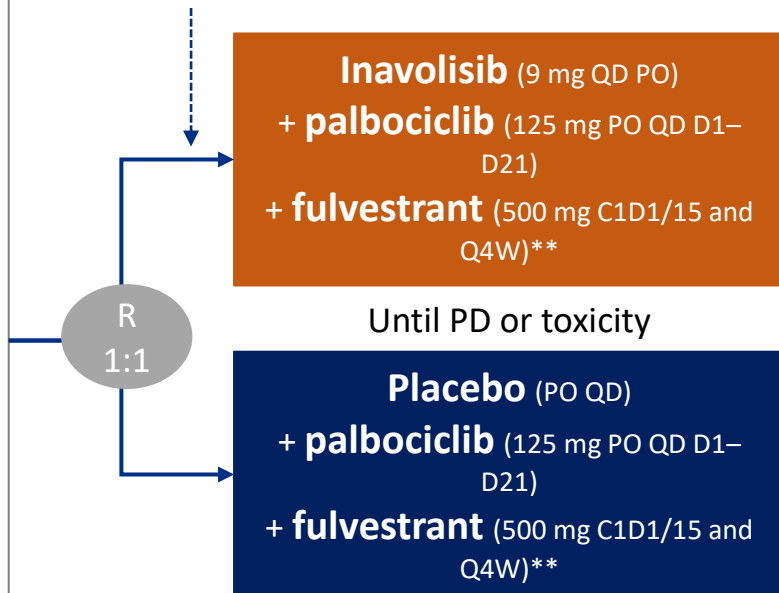 Inavolisib (9 mg QD PO)
+ palbociclib (125 mg PO QD D1–
D21)
+ fulvestrant (500 mg C1D1/15 and
Q4W)**
R
1:1
Until PD or toxicity
Placebo (PO QD)
+ palbociclib (125 mg PO QD D1–
D21)
+ fulvestrant (500 mg C1D1/15 and
Q4W)**